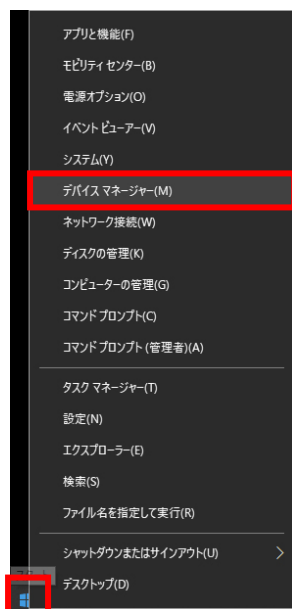 アプリと機能(F)
モビリティ センター(B)
電源オプション(O)
イベント ビューアー(V)
システム(Y)
デバイス マネージャー(M)
ネットワーク接続(W)
ディスクの管理(K)
コンピューターの管理(G)
コマンド プロンプト(C)
コマンド プロンプト (管理者)(A)
タスク マネージャー(T)
設定(N)
エクスプローラー(E)
検索(S)
ファイル名を指定して実行(R)
シャットダウンまたはサインアウト(U)
デスクトップ(D)